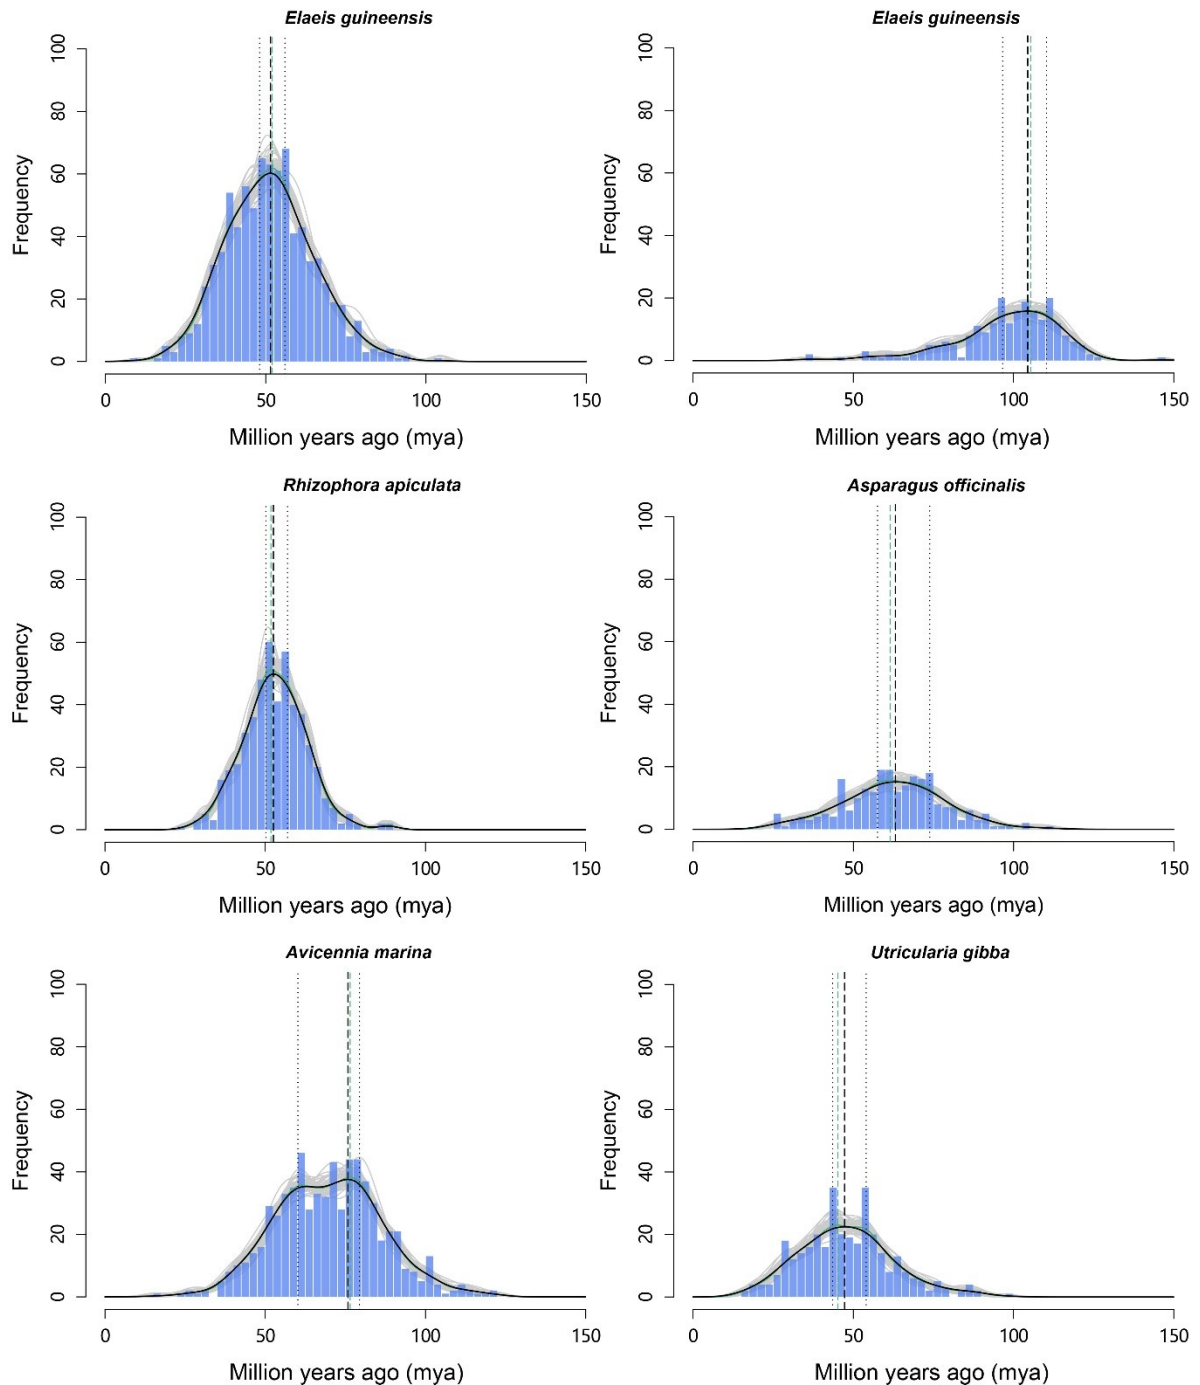 Elaeis guineensis
100
80
60
40
20
0
Frequency
0 50 100 150
Million years ago (mya)
Elaeis guineensis
100
80
60
40
20
0
Frequency
0 50 100 150
Million years ago (mya)
Rhizophora apiculata
100
80
60
40
20
0
Frequency
0 50 100 150
Million years ago (mya)
Asparagus officinalis
100
80
60
40
20
0
Frequency
0 50 100 150
Million years ago (mya)
Avicennia marina
100
80
60
40
20
0
Frequency
0 50 100 150
Million years ago (mya)
Utricularia gibba
100
80
60
40
20
0
Frequency
0 50 100 150
Million years ago (mya)